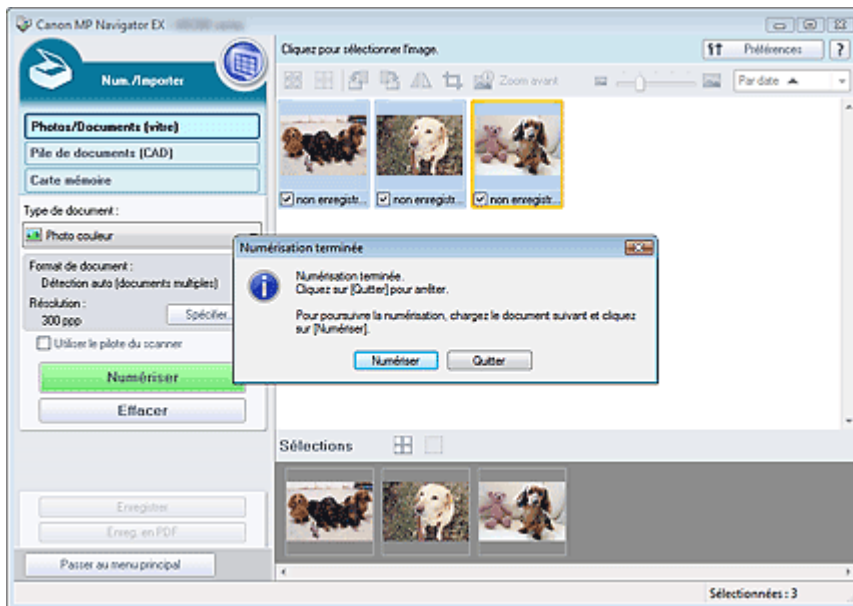 Canon MP Navigator EX
Cliquez pour sélectionner l'image.
Préférences
?
Num./Importer
Zoom avant
Par date
Photos/Documents (vitre)
Pile de documents (CAD)
Carte mémoire
non enregistr...
non enregistr...
non enregistr...
Type de document :
Photo couleur
Format de document :
Détection auto (documents multiples)
Résolution :
300 ppp
Spécifier...
Utiliser le pilote du scanner
Numériser
Effacer
Numérisation terminée
Numérisation terminée.
Cliquez sur [Quitter] pour arrêter.
Pour poursuivre la numérisation, chargez le document suivant et cliquez
sur [Numériser].
Numériser
Quitter
Sélections
Enregistrer
Enreg. en PDF
Passer au menu principal
Sélectionnées : 3